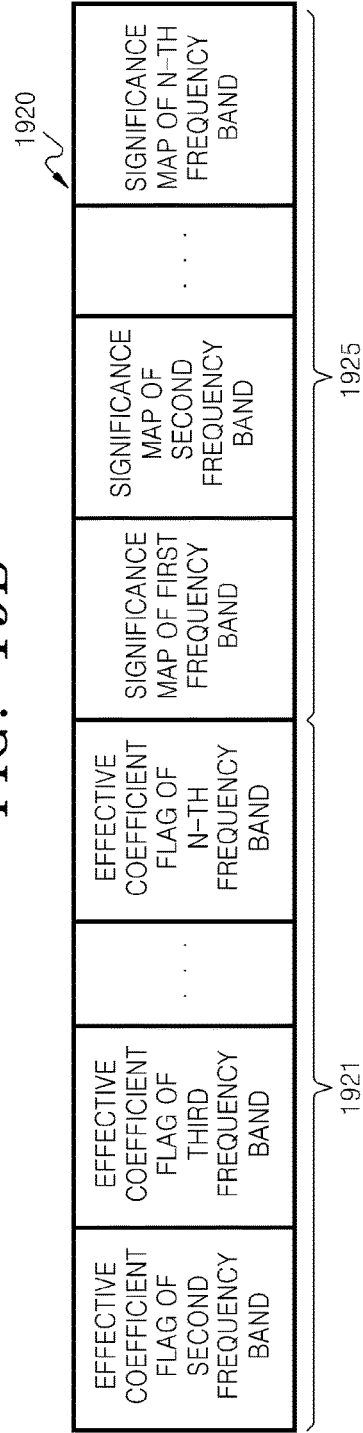 FIG. 19B
1920
EFFECTIVE
COEFFICIENT
FLAG OF
SECOND
FREQUENCY
BAND
EFFECTIVE
COEFFICIENT
FLAG OF
THIRD
FREQUENCY
BAND
. . .
EFFECTIVE
COEFFICIENT
FLAG OF
N-TH
FREQUENCY
BAND
SIGNIFICANCE
MAP OF FIRST
FREQUENCY
BAND
SIGNIFICANCE
MAP OF
SECOND
FREQUENCY
BAND
. . .
SIGNIFICANCE
MAP OF N-TH
FREQUENCY
BAND
1921
1925